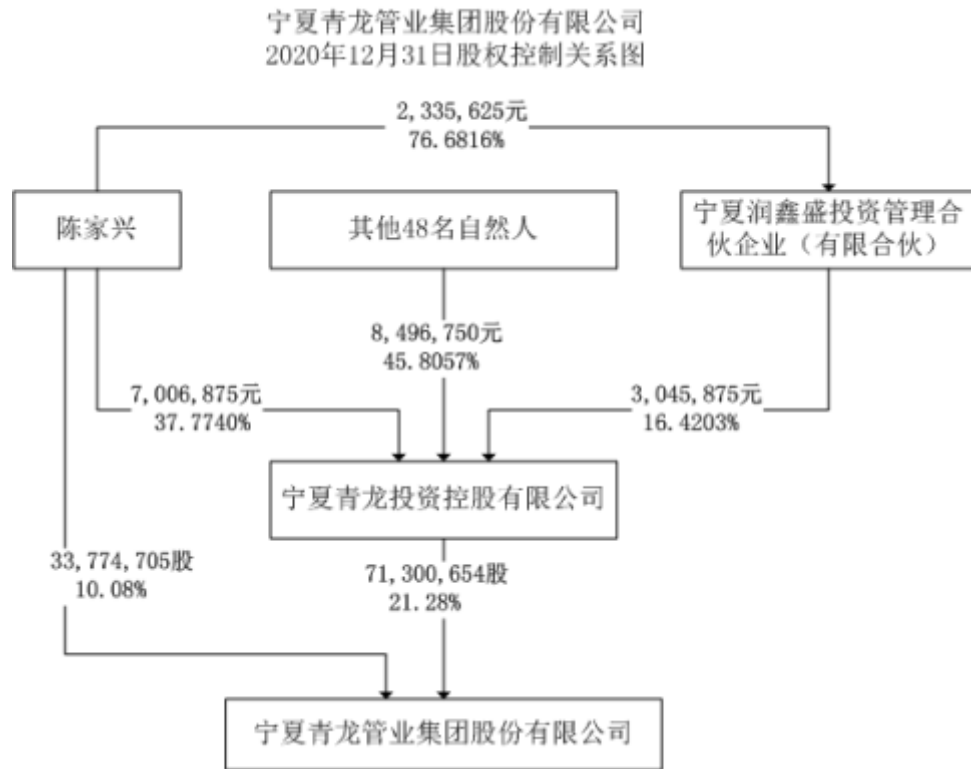 宁夏青龙管业集团股份有限公司
2020年12月31日股权控制关系图
2,335,625元
76.6816%
陈家兴
其他48名自然人
宁夏润鑫盛投资管理合
伙企业（有限合伙）
8,496,750元
45.8057%
7,006,875元
37.7740%
3,045,875元
16.4203%
宁夏青龙投资控股有限公司
33,774,705股
10.08%
71,300,654股
21.28%
宁夏青龙管业集团股份有限公司